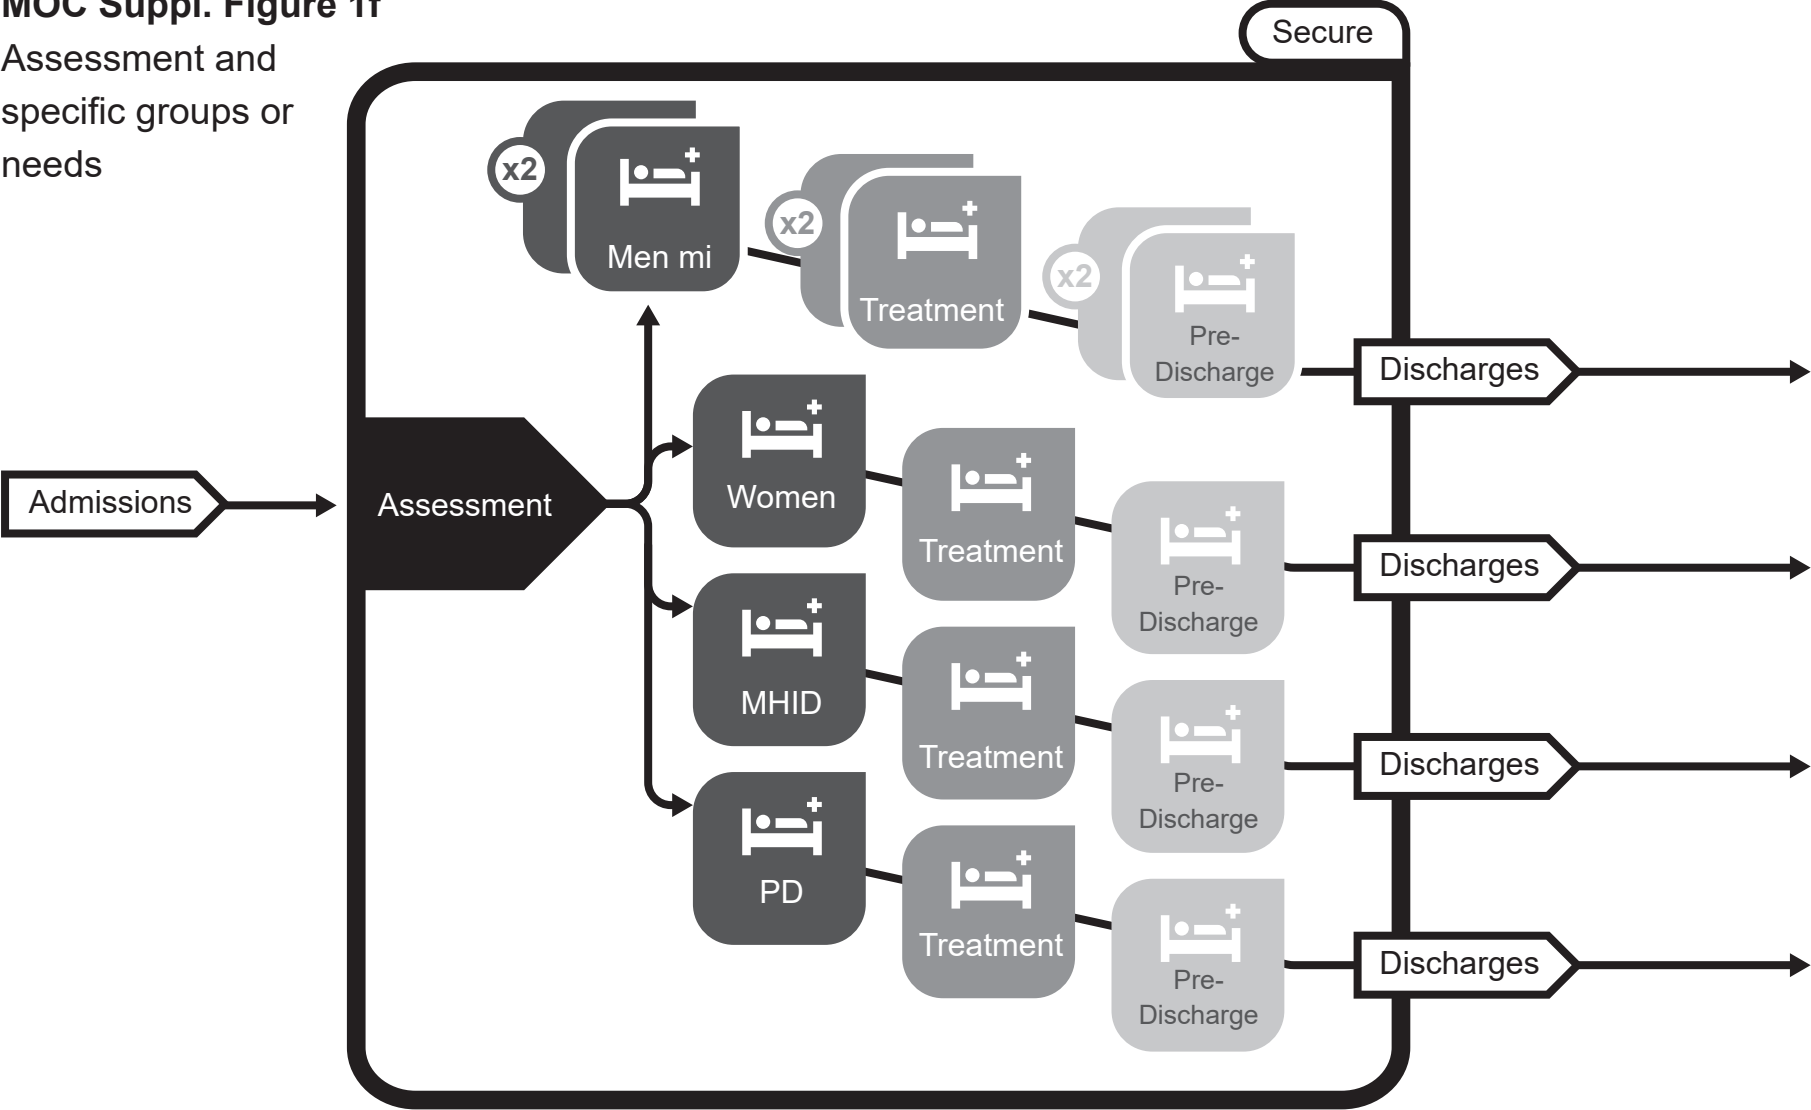 MOC Suppl. Figure 1f
Assessment and
specific groups or
needs
Secure
x2
Men mi
x2
Treatment
x2
Pre-
Discharge
Discharges
Admissions
Assessment
Women
Treatment
Pre-
Discharge
Discharges
MHID
Treatment
Pre-
Discharge
Discharges
PD
Treatment
Pre-
Discharge
Discharges